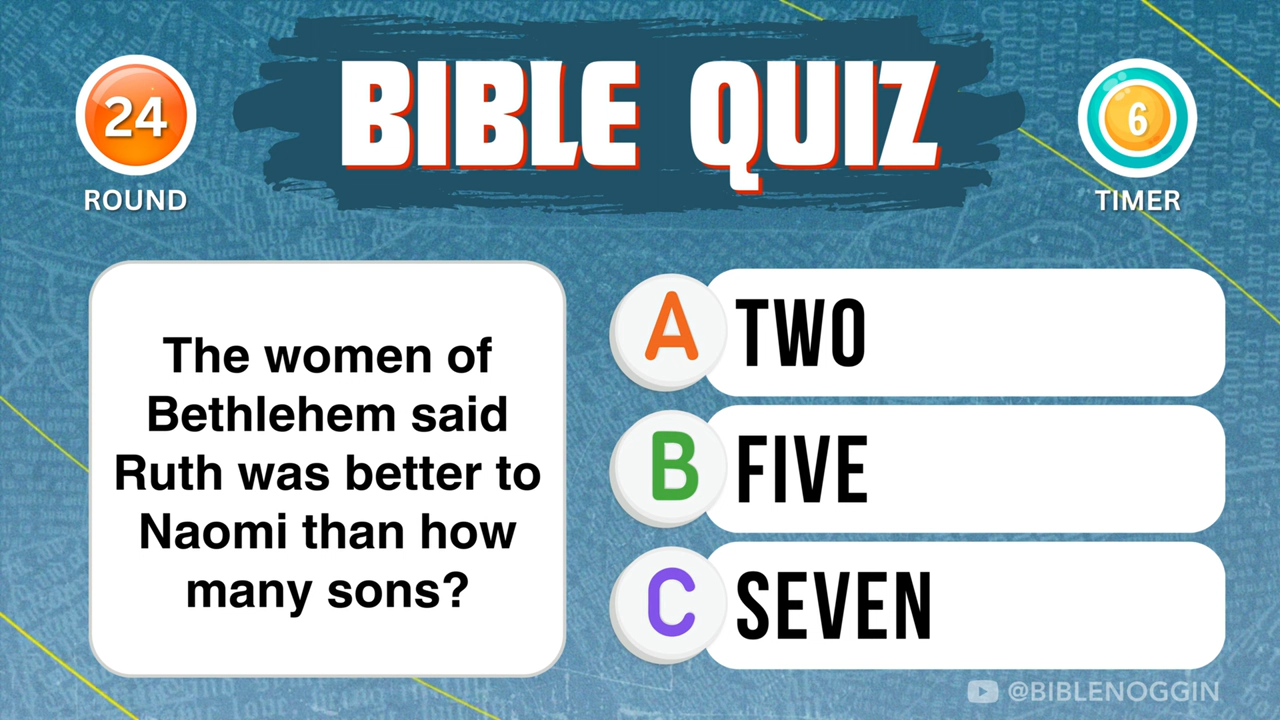 BIBLE QUIZ
24
ROUND
6
TIMER
The women of
Bethlehem said
Ruth was better to
Naomi than how
many sons?
A TWO
B FIVE
C SEVEN
@BIBLENOGGIN